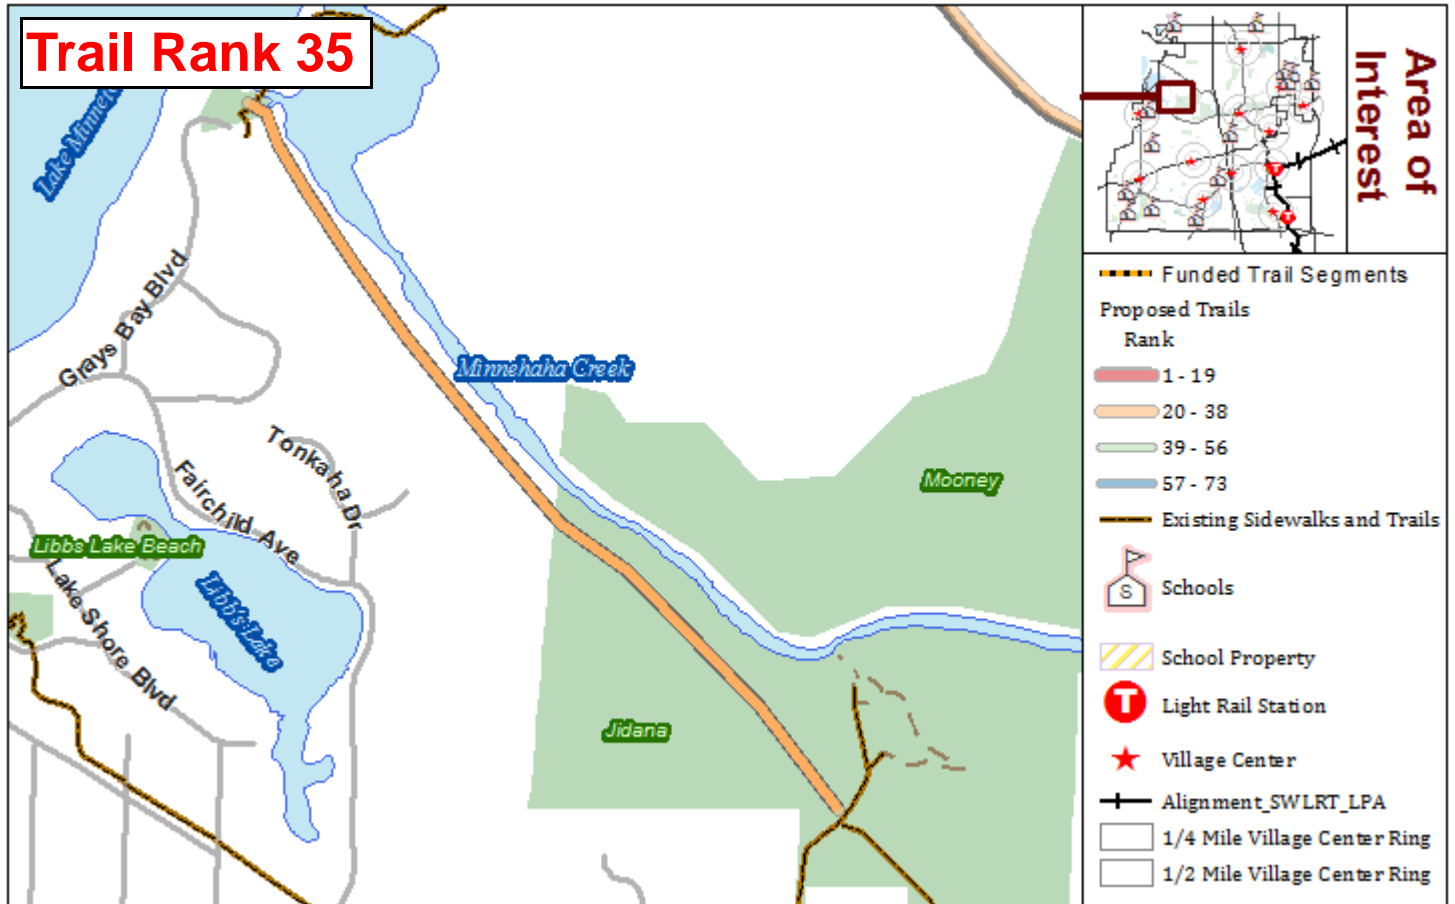 Trail Rank 35
Lake Minnet
Grays Bay Blvd
Minnehaha Creek
Tonkaha Dr
Fairchild Ave
Mooney
Libbs Lake Beach
Libb's Lake
Lake Shore Blvd
Jidana
Area of
Interest
Funded Trail Segments
Proposed Trails
Rank
1 - 19
20 - 38
39 - 56
57 - 73
Existing Sidewalks and Trails
S
Schools
School Property
T
Light Rail Station
Village Center
Alignment_SWLRT_LPA
1/4 Mile Village Center Ring
1/2 Mile Village Center Ring